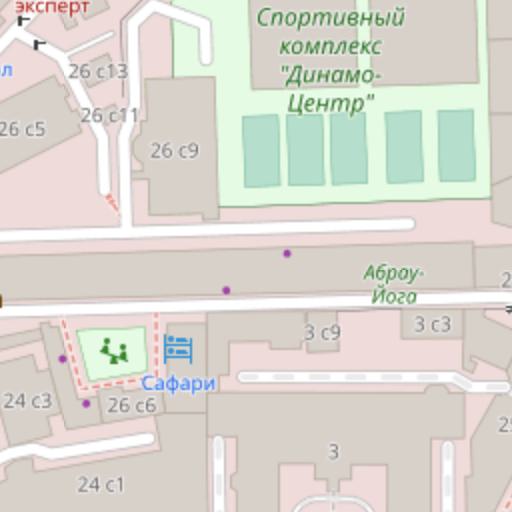 эксперт
Спортивный
комплекс
"Динамо-
Центр"
26 с13
26 с11
26 с5
26 с9
Абрау-
Йога
3 с9
3 с3
Сафари
24 с3
26 с6
3
24 с1